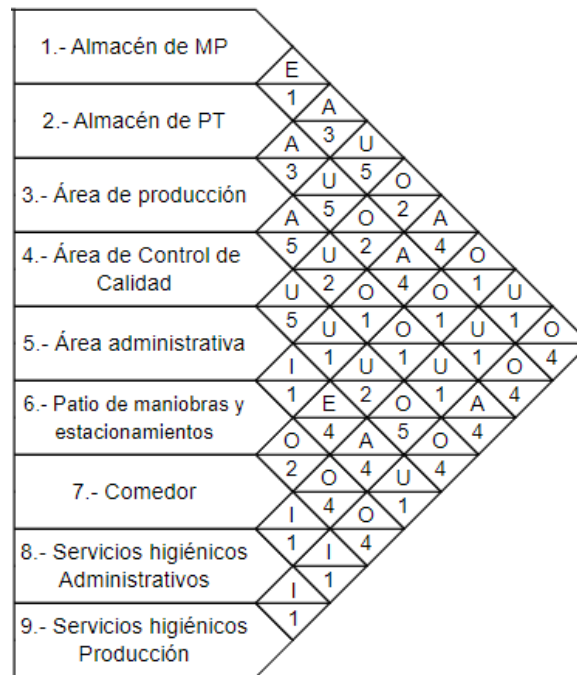 1.- Almacén de MP
E
1 A
2.- Almacén de PT
3
A U
3 U 5 O
3.- Área de producción
A 5 O 2 A
4.- Área de Control de
Calidad
5 U 2 A 4 O
U 2 O 4 O 1 U
5.- Área administrativa
5 U 1 O 1 U 1 O
I 1 U 1 U 1 O 4
6.- Patio de maniobras y
estacionamientos
1 E 2 O 1 A 4
O 4 A 5 O 4
7.- Comedor
2 O 4 U 4
I 4 O 1
8.- Servicios higiénicos
Administrativos
1 I 4
I 1
9.- Servicios higiénicos
Producción
1